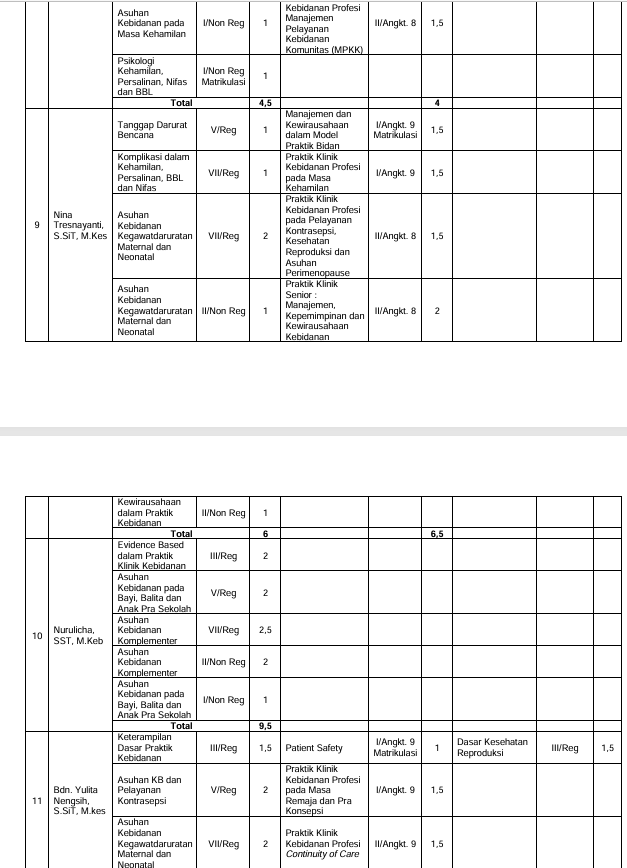 Asuhan
Kebidanan pada
Masa Kehamilan
I/Non Reg
1
Kebidanan Profesi
Manajemen
Pelayanan
Kebidanan
Komunitas (MPKK)
II/Angkt. 8
1,5
Psikologi
Kehamilan,
Persalinan, Nifas
dan BBL
I/Non Reg
Matrikulasi
1
Total
4,5
4
9
Nina
Tresnayanti,
S.SiT, M.Kes
Tanggap Darurat
Bencana
V/Reg
1
Manajemen dan
Kewirausahaan
dalam Model
Praktik Bidan
I/Angkt. 9
Matrikulasi
1,5
Komplikasi dalam
Kehamilan,
Persalinan, BBL
dan Nifas
VII/Reg
1
Praktik Klinik
Kebidanan Profesi
pada Masa
Kehamilan
I/Angkt. 9
1,5
Asuhan
Kebidanan
Kegawatdaruratan
Maternal dan
Neonatal
VII/Reg
2
Praktik Klinik
Kebidanan Profesi
pada Pelayanan
Kontrasepsi,
Kesehatan
Reproduksi dan
Asuhan
Perimenopause
II/Angkt. 8
1,5
Asuhan
Kebidanan
Kegawatdaruratan
Maternal dan
Neonatal
II/Non Reg
1
Praktik Klinik
Senior :
Manajemen,
Kepemimpinan dan
Kewirausahaan
Kebidanan
II/Angkt. 8
2
Kewirausahaan
dalam Praktik
Kebidanan
II/Non Reg
1
Total
6
6,5
10
Nurulicha,
SST, M.Keb
Evidence Based
dalam Praktik
Klinik Kebidanan
III/Reg
2
Asuhan
Kebidanan pada
Bayi, Balita dan
Anak Pra Sekolah
V/Reg
2
Asuhan
Kebidanan
Komplementer
VII/Reg
2,5
Asuhan
Kebidanan
Komplementer
II/Non Reg
2
Asuhan
Kebidanan pada
Bayi, Balita dan
Anak Pra Sekolah
I/Non Reg
1
Total
9,5
11
Bdn. Yulita
Nengsih,
S.SiT, M.kes
Keterampilan
Dasar Praktik
Kebidanan
III/Reg
1,5
Patient Safety
I/Angkt. 9
Matrikulasi
1
Dasar Kesehatan
Reproduksi
III/Reg
1,5
Asuhan KB dan
Pelayanan
Kontrasepsi
V/Reg
2
Praktik Klinik
Kebidanan Profesi
pada Masa
Remaja dan Pra
Konsepsi
I/Angkt. 9
1,5
Asuhan
Kebidanan
Kegawatdaruratan
Maternal dan
Neonatal
VII/Reg
2
Praktik Klinik
Kebidanan Profesi
Continuity of Care
II/Angkt. 9
1,5